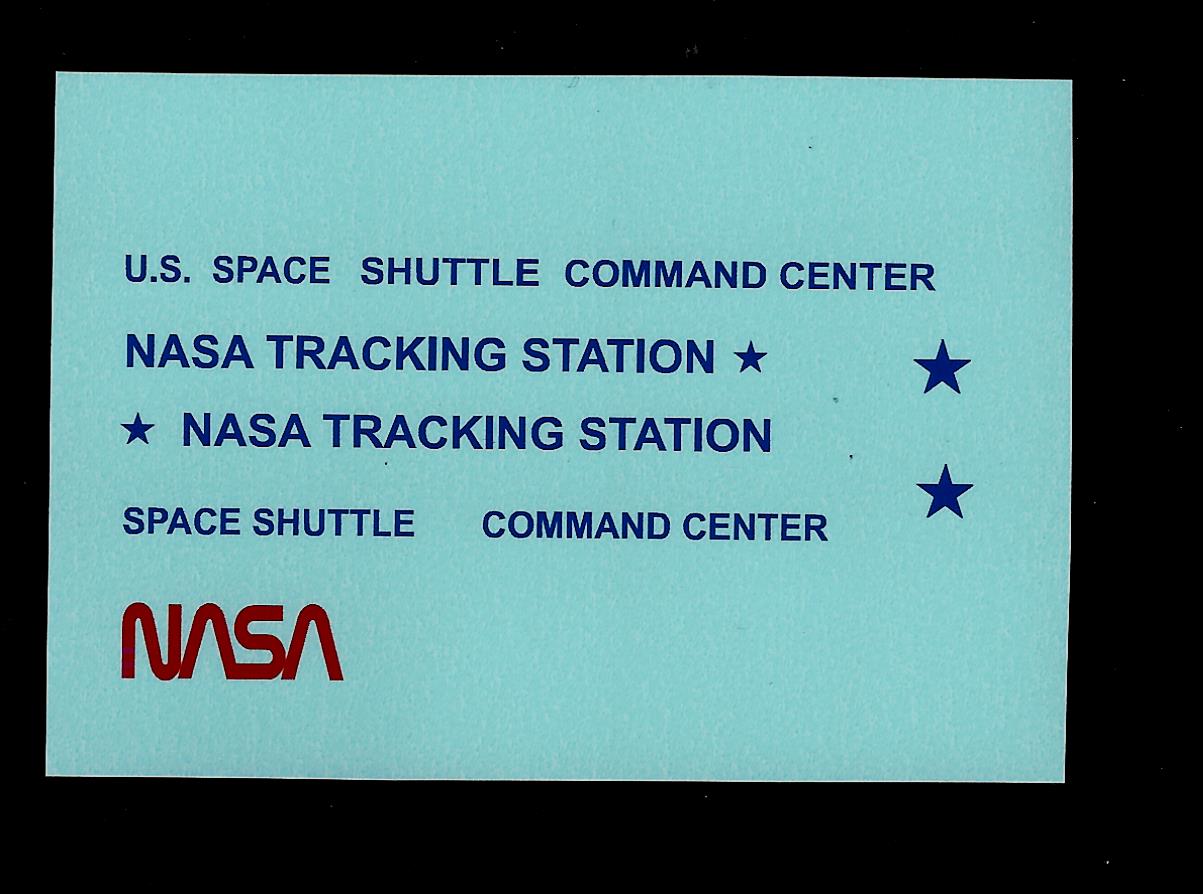 U.S. SPACE SHUTTLE COMMAND CENTER
NASA TRACKING STATION ★
★ NASA TRACKING STATION
SPACE SHUTTLE COMMAND CENTER
NASA